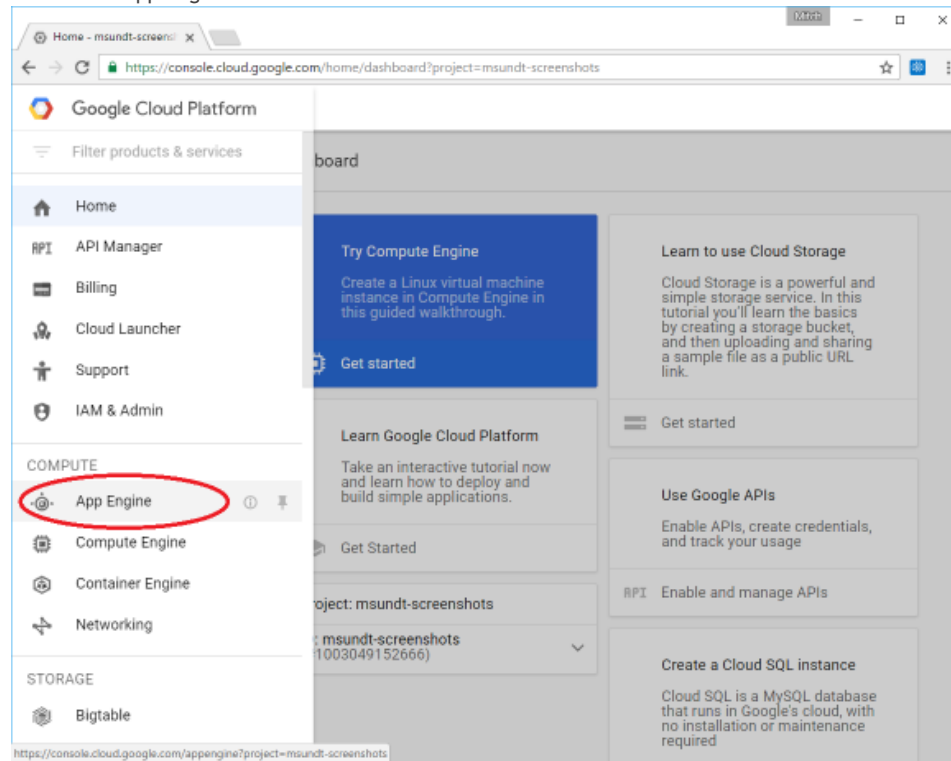 Mitch
Home - msundt-screens
https://console.cloud.google.com/home/dashboard?project=msundt-screenshots
Google Cloud Platform
Filter products & services
board
Home
API API Manager
Billing
Cloud Launcher
Support
IAM & Admin
COMPUTE
App Engine
Compute Engine
Container Engine
Networking
STORAGE
Bigtable
Try Compute Engine
Create a Linux virtual machine
instance in Compute Engine in
this guided walkthrough.
Get started
Learn Google Cloud Platform
Take an interactive tutorial now
and learn how to deploy and
build simple applications.
Get Started
roject: msundt-screenshots
: msundt-screenshots
1003049152666)
Learn to use Cloud Storage
Cloud Storage is a powerful and
simple storage service. In this
tutorial you'll learn the basics
by creating a storage bucket,
and then uploading and sharing
a sample file as a public URL
link.
Get started
Use Google APIs
Enable APIs, create credentials,
and track your usage
API Enable and manage APIs
Create a Cloud SQL instance
Cloud SQL is a MySQL database
that runs in Google's cloud, with
no installation or maintenance
required
https://console.cloud.google.com/appengine?project=msundt-screenshots